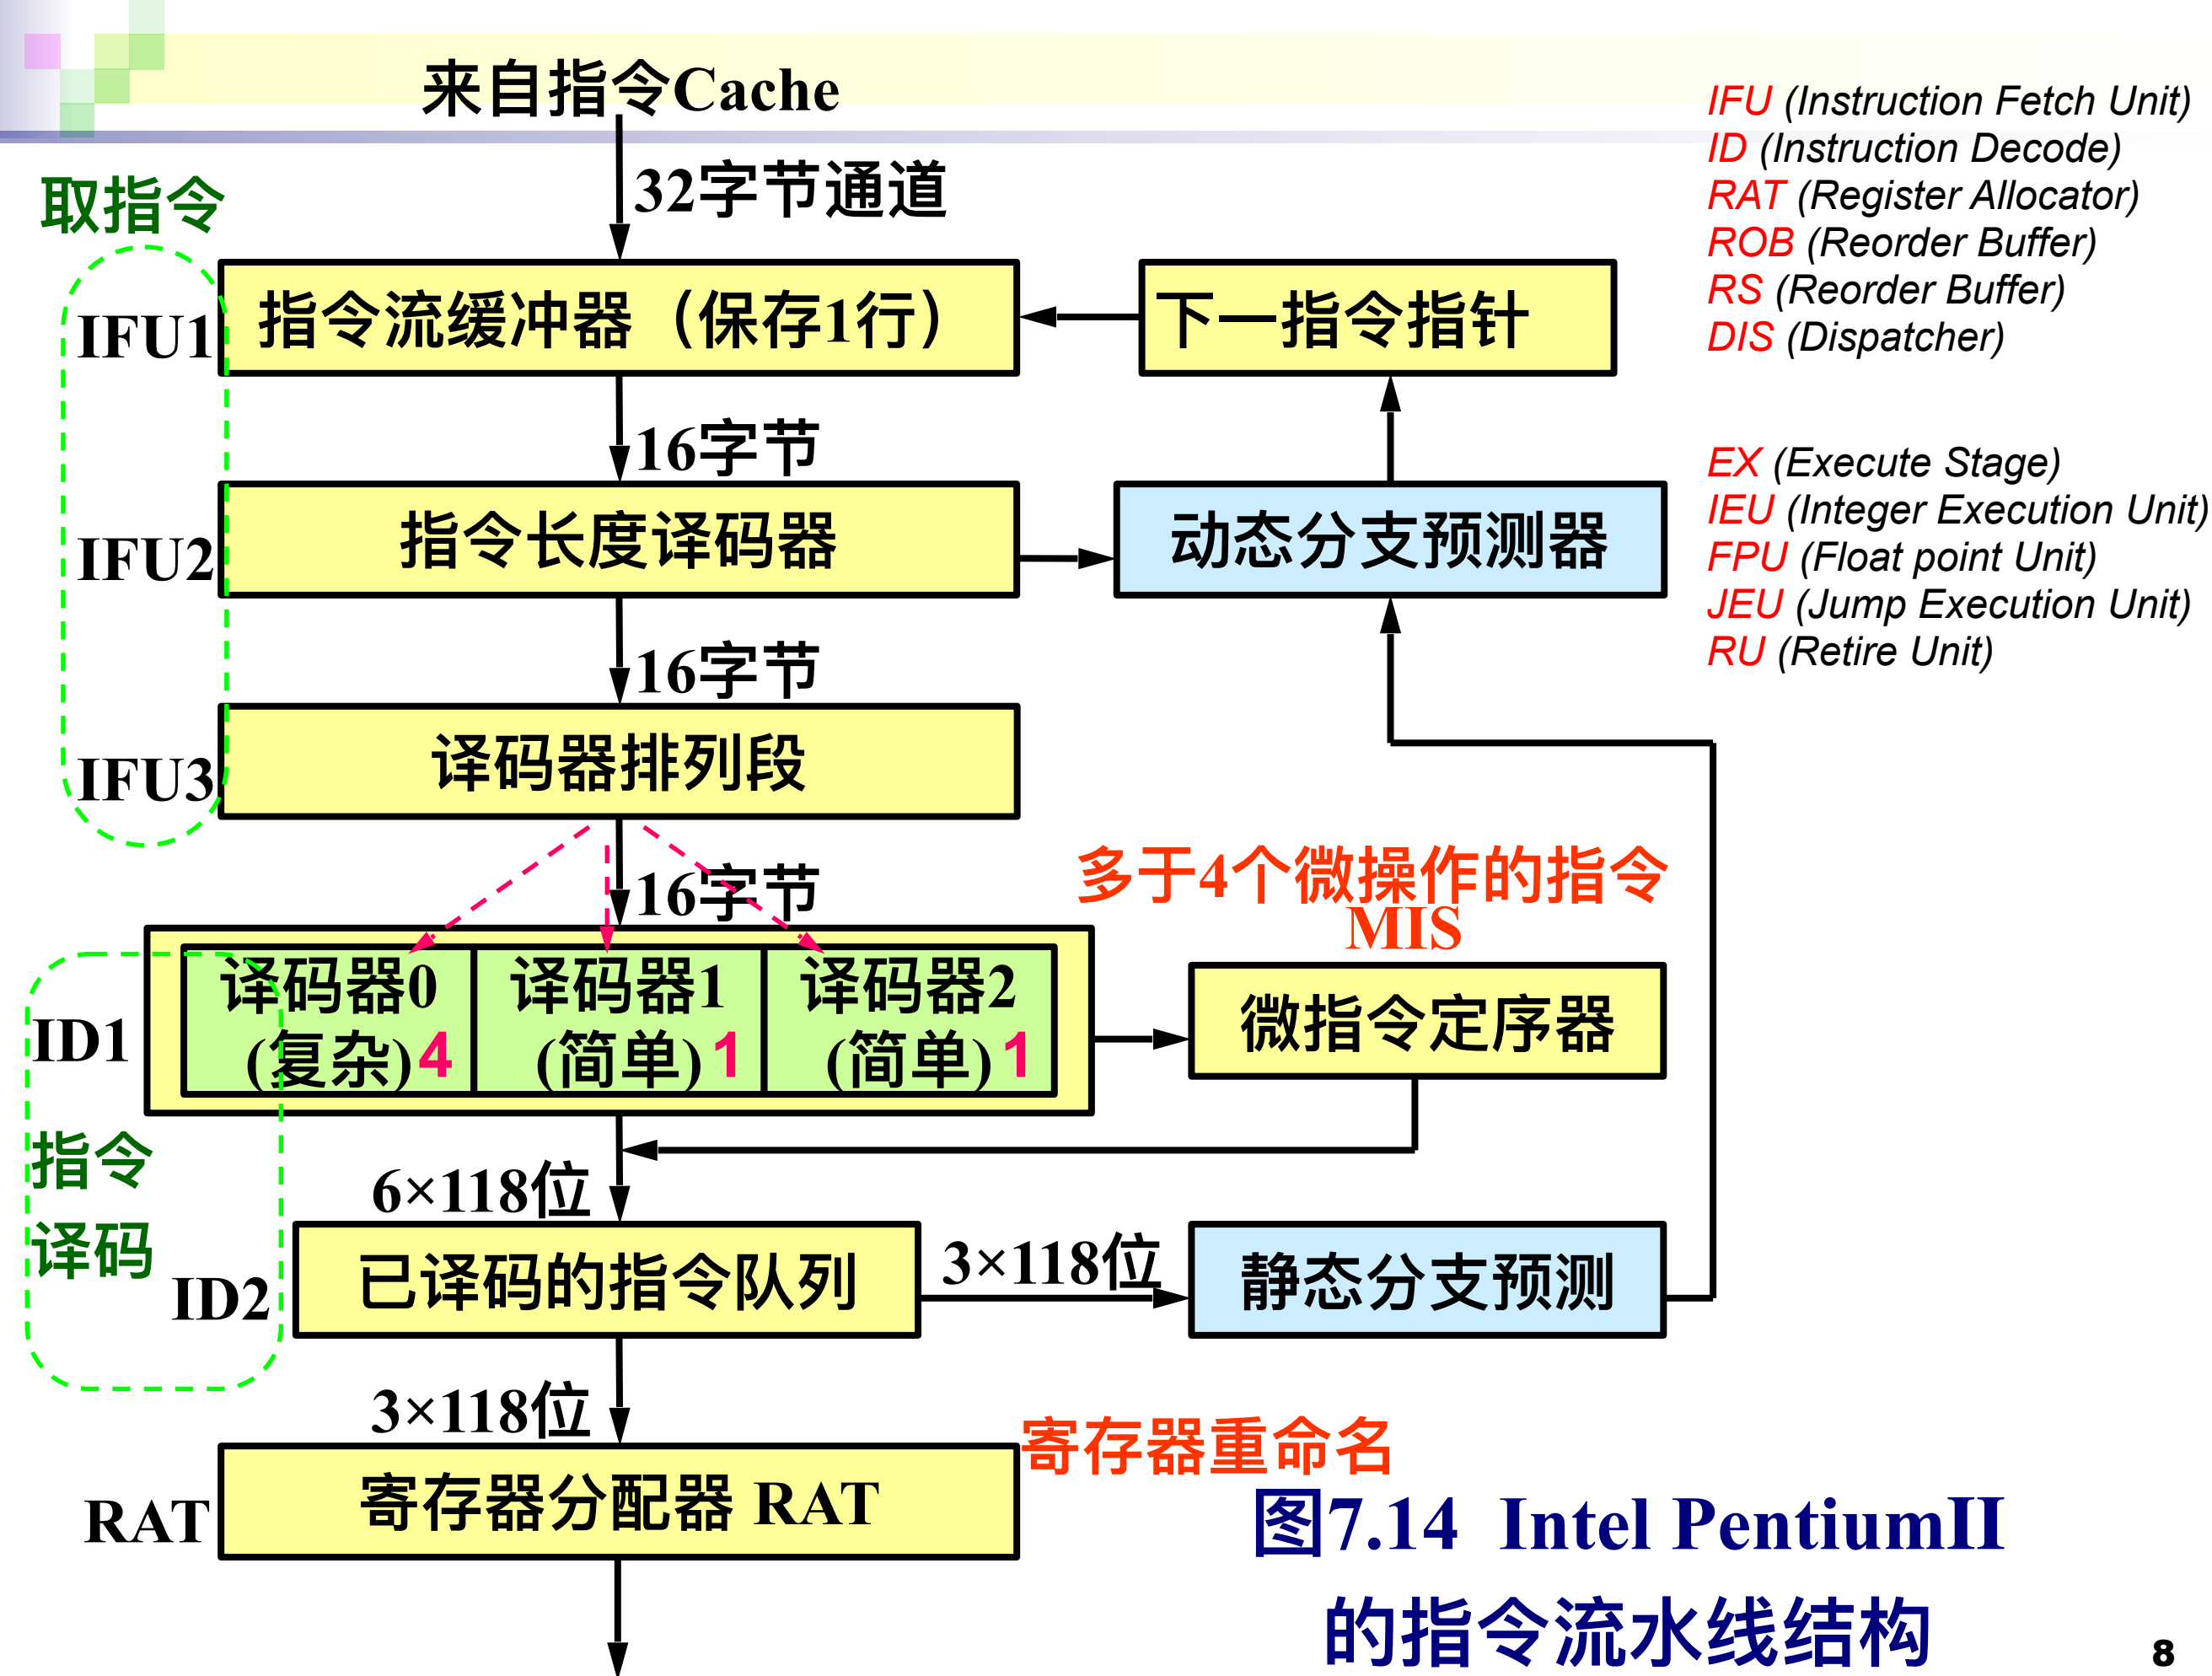 来自指令Cache
32字节通道
取指令
IFU1
指令流缓冲器（保存1行）
下一指令指针
16字节
IFU2
指令长度译码器
动态分支预测器
16字节
IFU3
译码器排列段
16字节
多于4个微操作的指令
MIS
ID1
译码器0
(复杂)4
译码器1
(简单)1
译码器2
(简单)1
微指令定序器
指令
译码
6×118位
ID2
已译码的指令队列
3×118位
静态分支预测
3×118位
RAT
寄存器分配器 RAT
寄存器重命名
IFU (Instruction Fetch Unit)
ID (Instruction Decode)
RAT (Register Allocator)
ROB (Reorder Buffer)
RS (Reorder Buffer)
DIS (Dispatcher)
EX (Execute Stage)
IEU (Integer Execution Unit)
FPU (Float point Unit)
JEU (Jump Execution Unit)
RU (Retire Unit)
图7.14 Intel PentiumII
的指令流水线结构
8